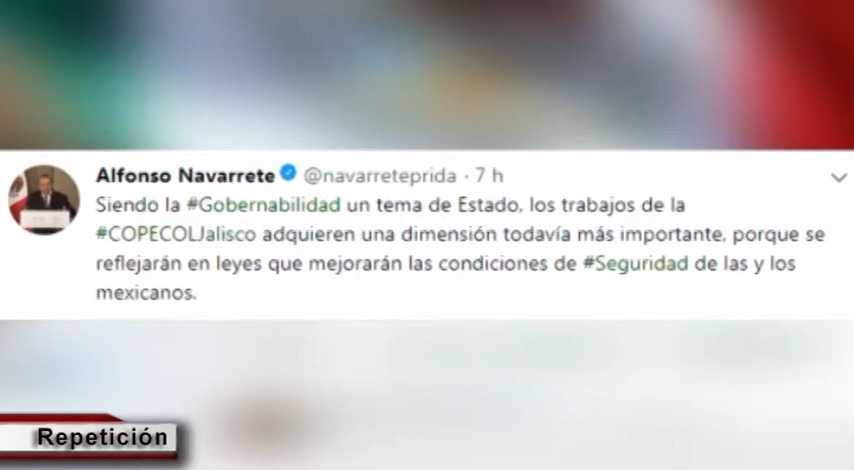 Alfonso Navarrete @navarreteprida · 7 h
Siendo la #Gobernabilidad un tema de Estado, los trabajos de la
#COPECOLJalisco adquieren una dimensión todavía más importante, porque se
reflejarán en leyes que mejorarán las condiciones de #Seguridad de las y los
mexicanos.
Repetición